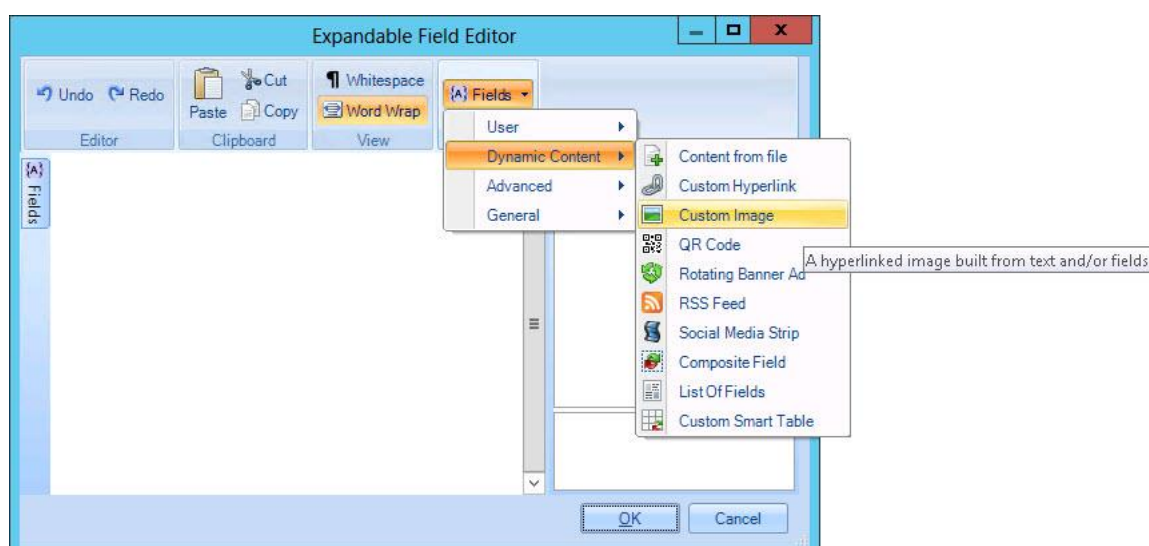 Expandable Field Editor
Undo Redo
Paste
Cut
Copy
Whitespace
Word Wrap
{A} Fields
Editor
Clipboard
View
{A} Fields
User
Dynamic Content
Advanced
General
Content from file
Custom Hyperlink
Custom Image
QR Code
A hyperlinked image built from text and/or fields
Rotating Banner Ad
RSS Feed
Social Media Strip
Composite Field
List Of Fields
Custom Smart Table
OK
Cancel